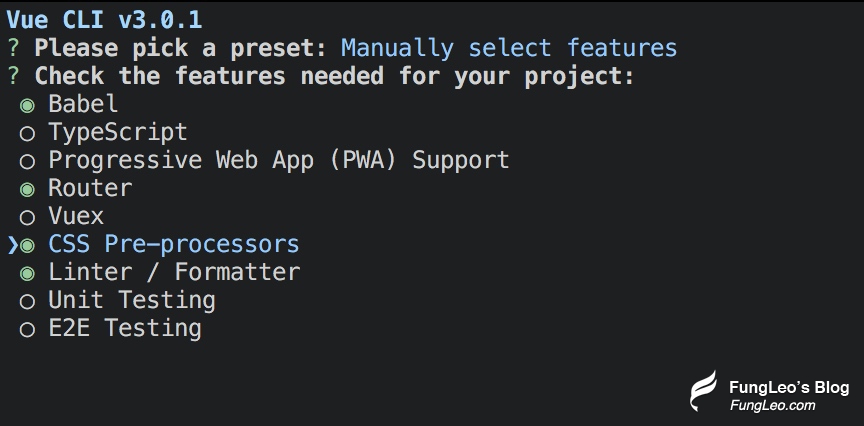 Vue CLI v3.0.1
? Please pick a preset: Manually select features
? Check the features needed for your project:
◉ Babel
◯ TypeScript
◯ Progressive Web App (PWA) Support
◉ Router
◯ Vuex
❯◉ CSS Pre-processors
◉ Linter / Formatter
◯ Unit Testing
◯ E2E Testing
FungLeo's Blog
FungLeo.com